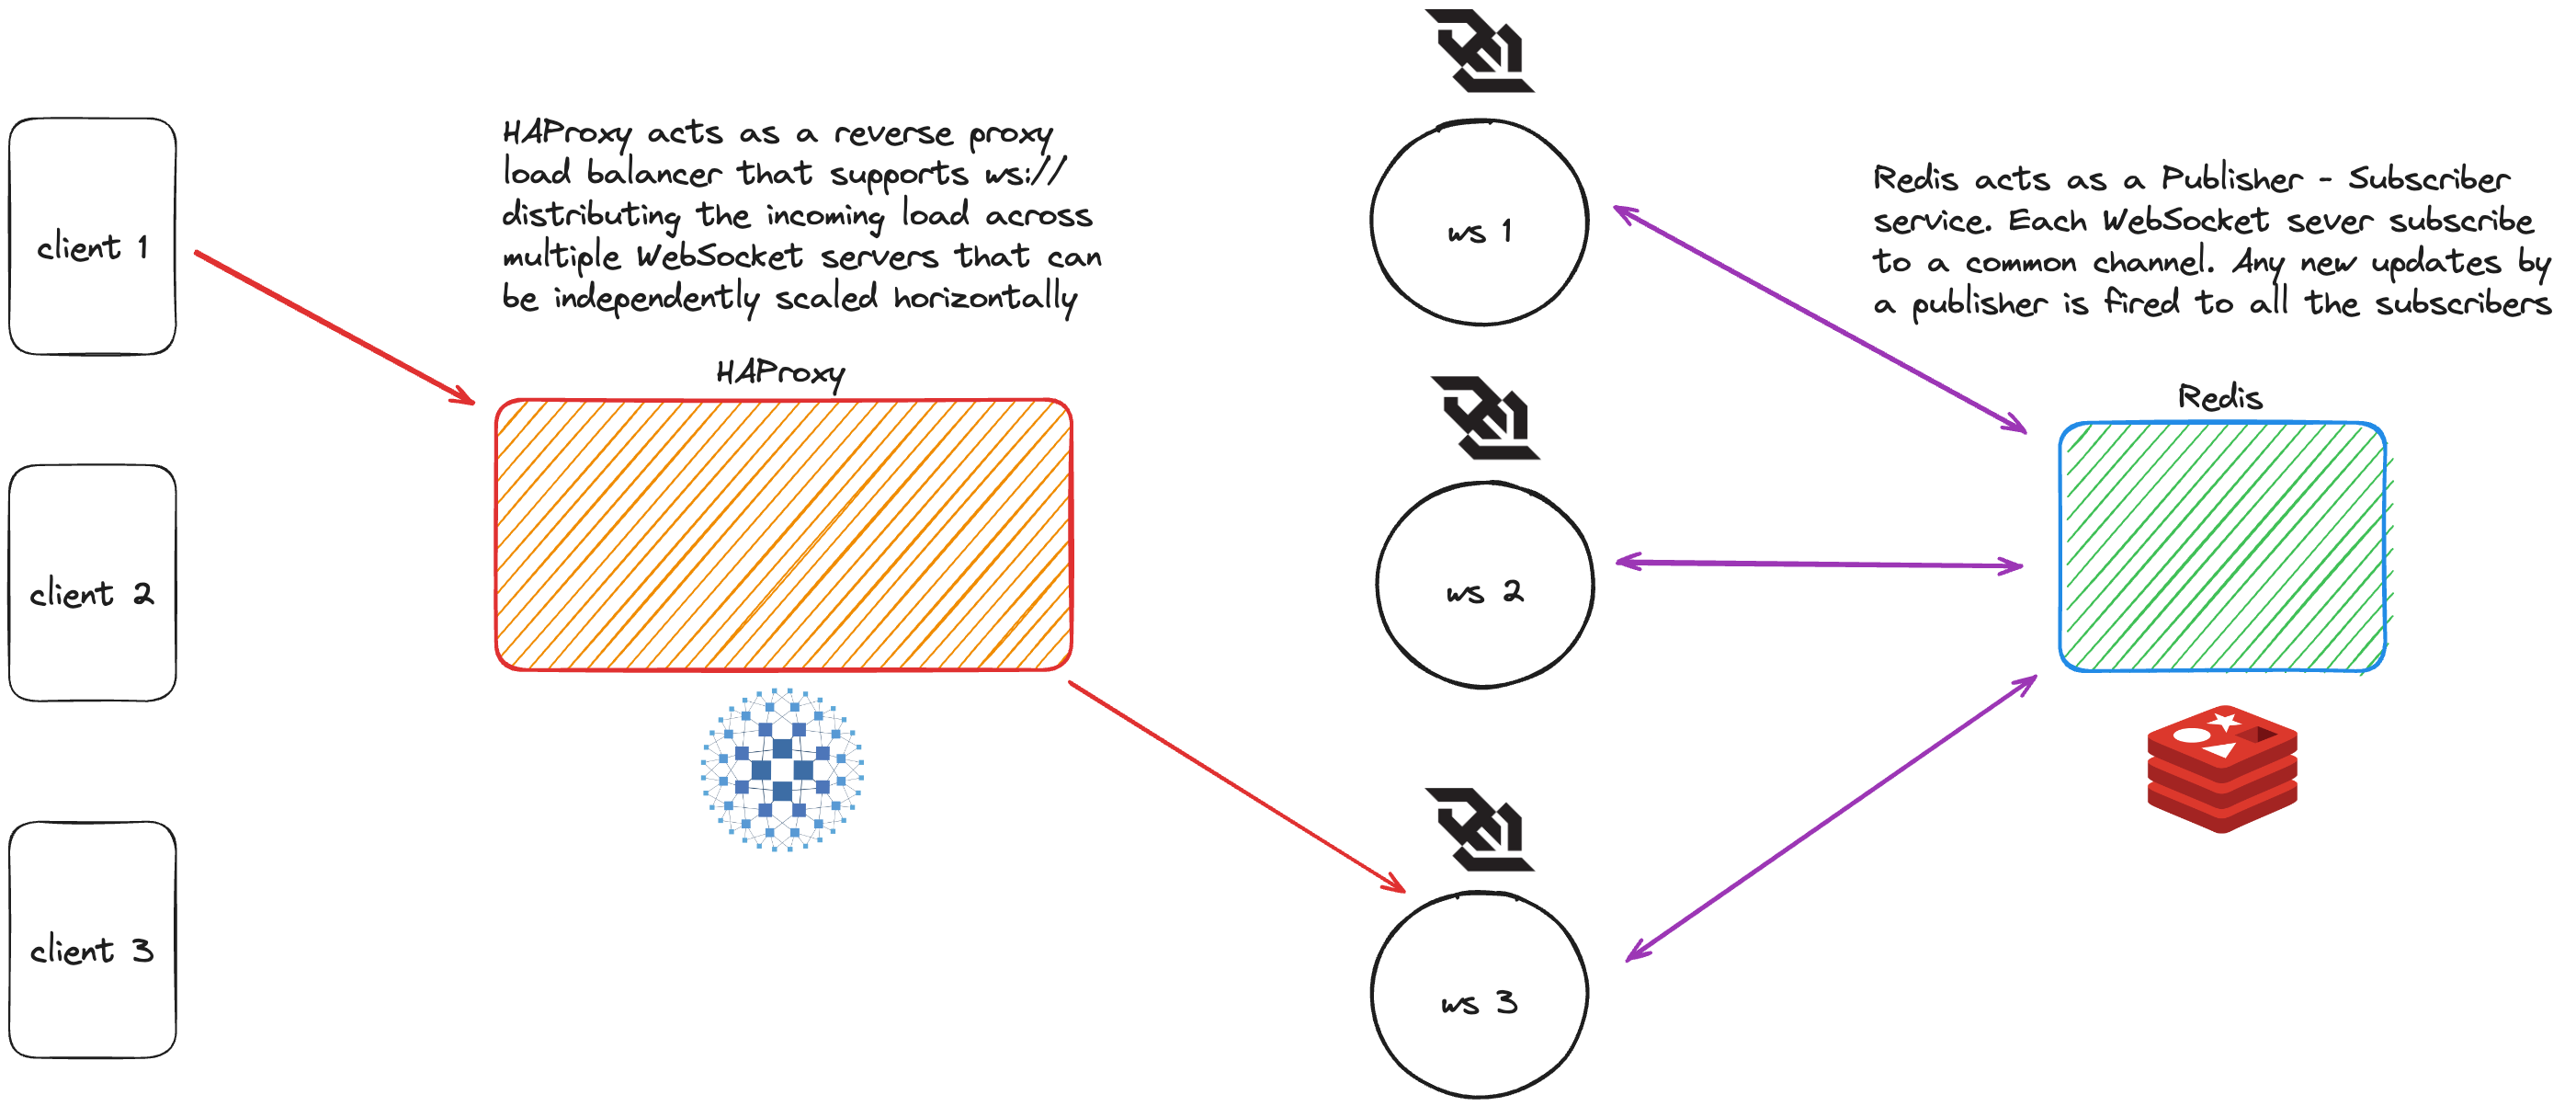 client 1
client 2
client 3
HAProxy acts as a reverse proxy
load balancer that supports ws://
distributing the incoming load across
multiple WebSocket servers that can
be independently scaled horizontally
HAProxy
ws 1
ws 2
ws 3
Redis acts as a Publisher - Subscriber
service. Each WebSocket sever subscribe
to a common channel. Any new updates by
a publisher is fired to all the subscribers
Redis